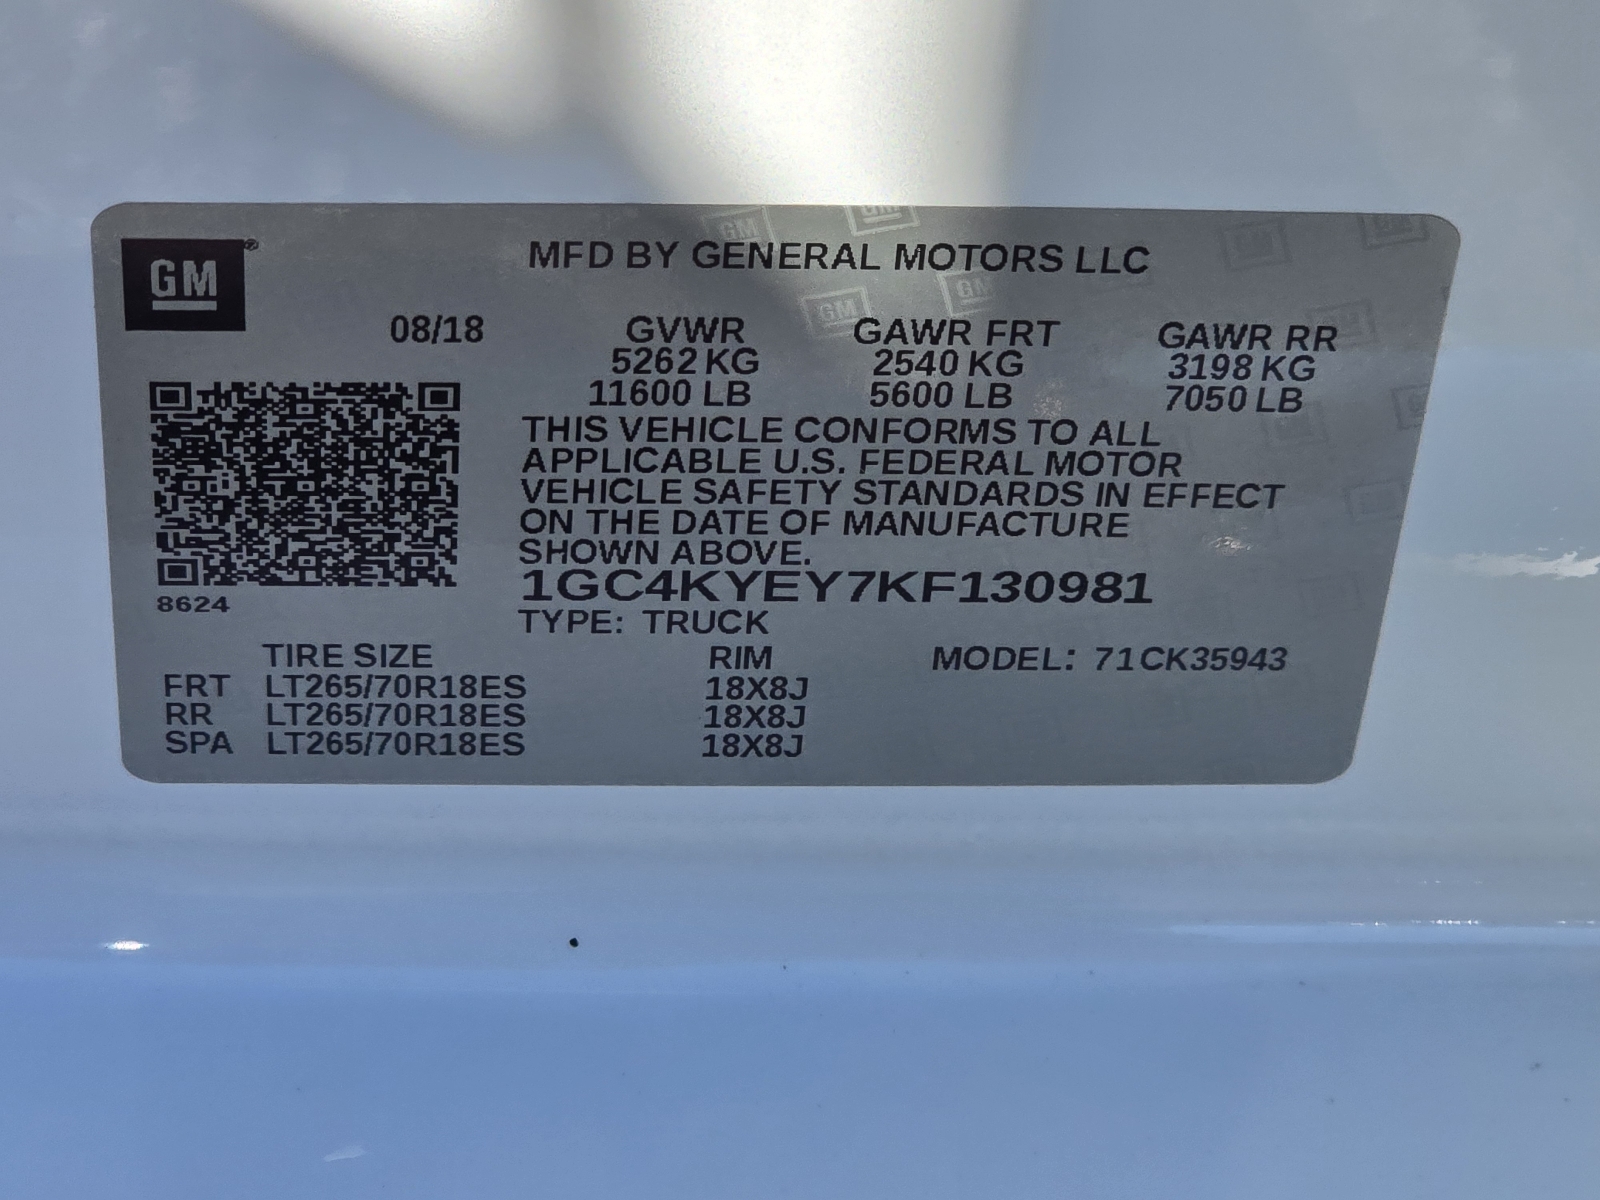 GM
MFD BY GENERAL MOTORS LLC
08/18 GVWR GAWR FRT GAWR RR
5262 KG 2540 KG 3198 KG
11600 LB 5600 LB 7050 LB
THIS VEHICLE CONFORMS TO ALL
APPLICABLE U.S. FEDERAL MOTOR
VEHICLE SAFETY STANDARDS IN EFFECT
ON THE DATE OF MANUFACTURE
SHOWN ABOVE.
1GC4KYEY7KF130981
8624
TYPE: TRUCK
TIRE SIZE RIM MODEL: 71CK35943
FRT LT265/70R18ES 18X8J
RR LT265/70R18ES 18X8J
SPA LT265/70R18ES 18X8J